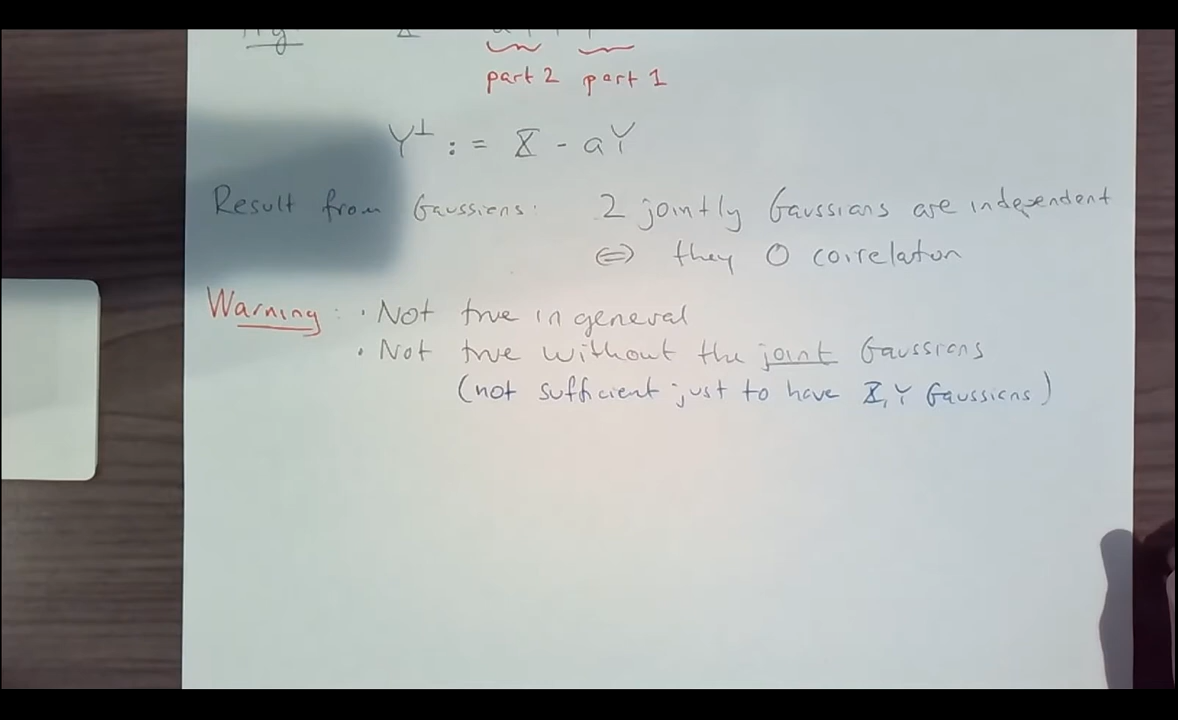 Try
part 2 part 1
Y⊥ := X - aY
Result from Gaussians: 2 jointly Gaussians are independent
⇔ they 0 correlation
Warning: • Not true in general
• Not true without the joint Gaussians
(not sufficient just to have X, Y Gaussians)